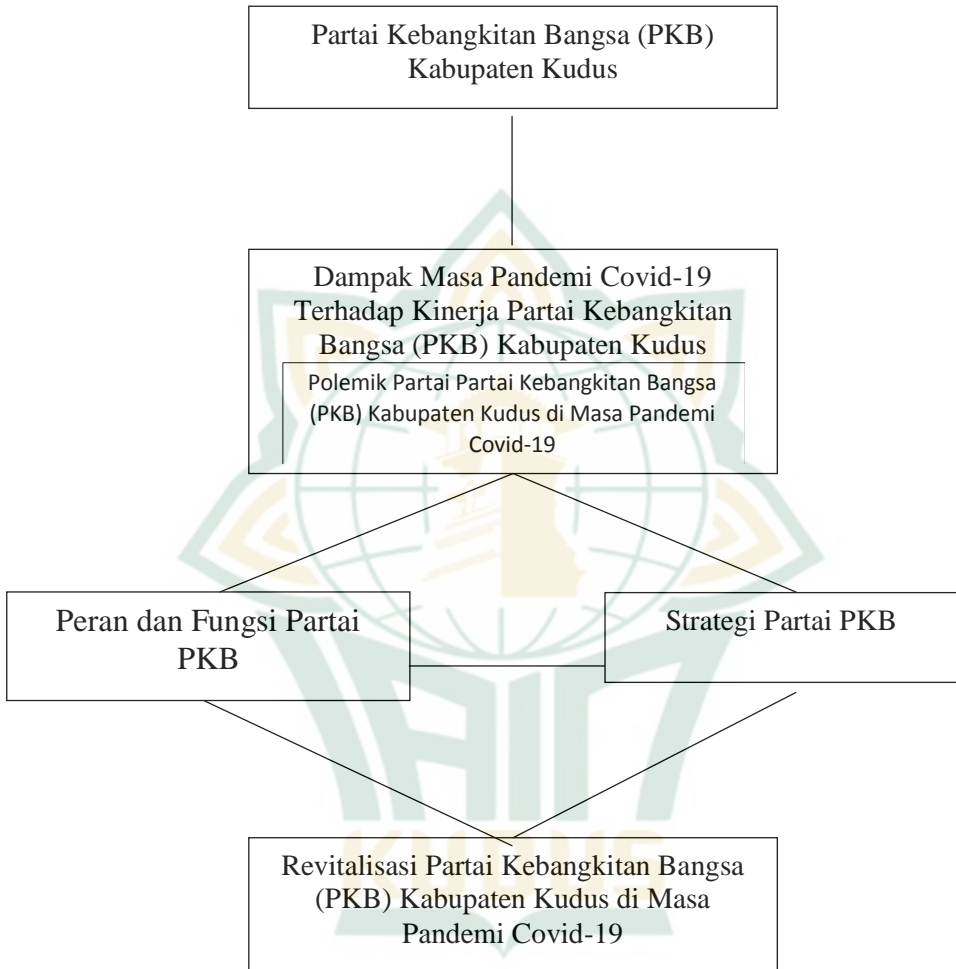 Partai Kebangkitan Bangsa (PKB)
Kabupaten Kudus
Dampak Masa Pandemi Covid-19
Terhadap Kinerja Partai Kebangkitan
Bangsa (PKB) Kabupaten Kudus
Polemik Partai Partai Kebangkitan Bangsa
(PKB) Kabupaten Kudus di Masa Pandemi
Covid-19
Peran dan Fungsi Partai
PKB
Strategi Partai PKB
IAIN
KUDUS
Revitalisasi Partai Kebangkitan Bangsa
(PKB) Kabupaten Kudus di Masa
Pandemi Covid-19